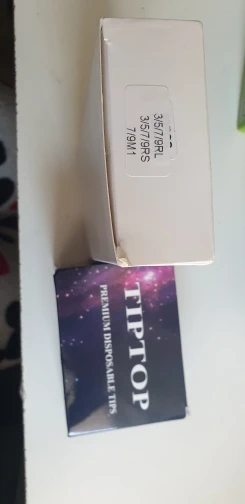 3/5/7/9RL
3/5/7/9RS
7/9M1
TIPTOP
PREMIUM DISPOSABLE TIPS